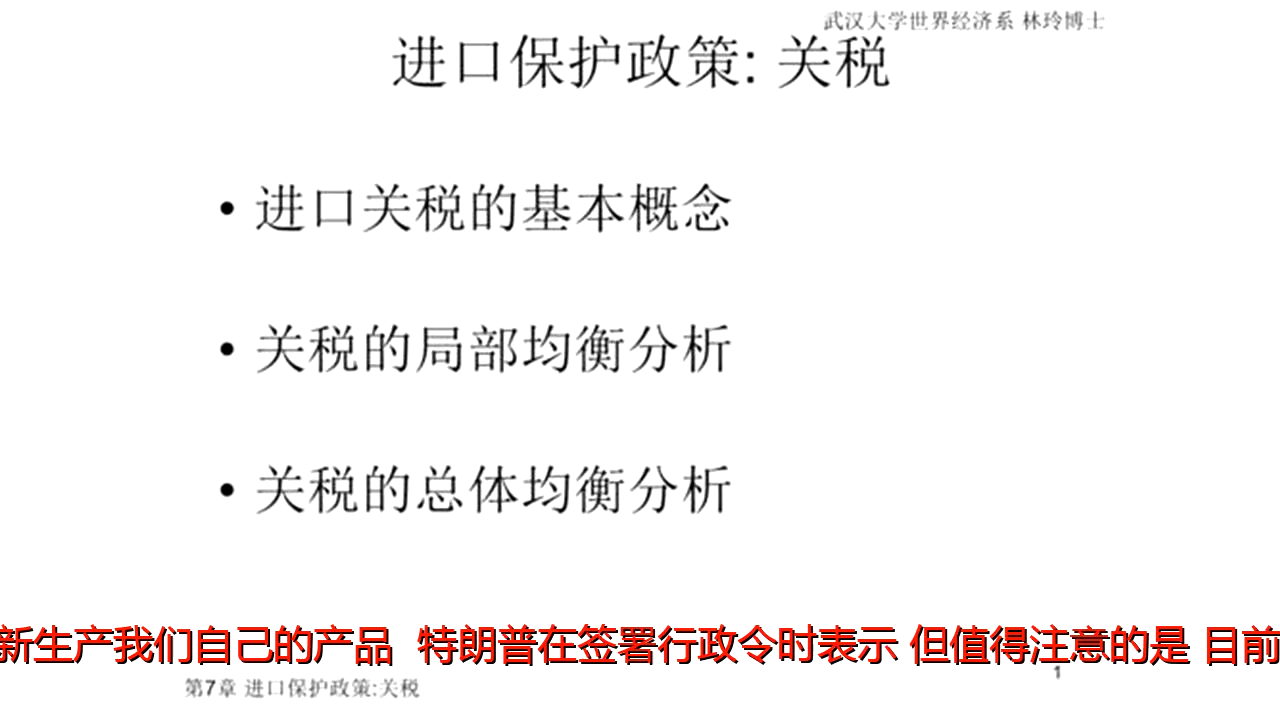 武汉大学世界经济系 林玲博士
进口保护政策: 关税
• 进口关税的基本概念
• 关税的局部均衡分析
• 关税的总体均衡分析
新生产我们自己的产品 特朗普在签署行政令时表示 但值得注意的是 目前
1
第7章 进口保护政策:关税